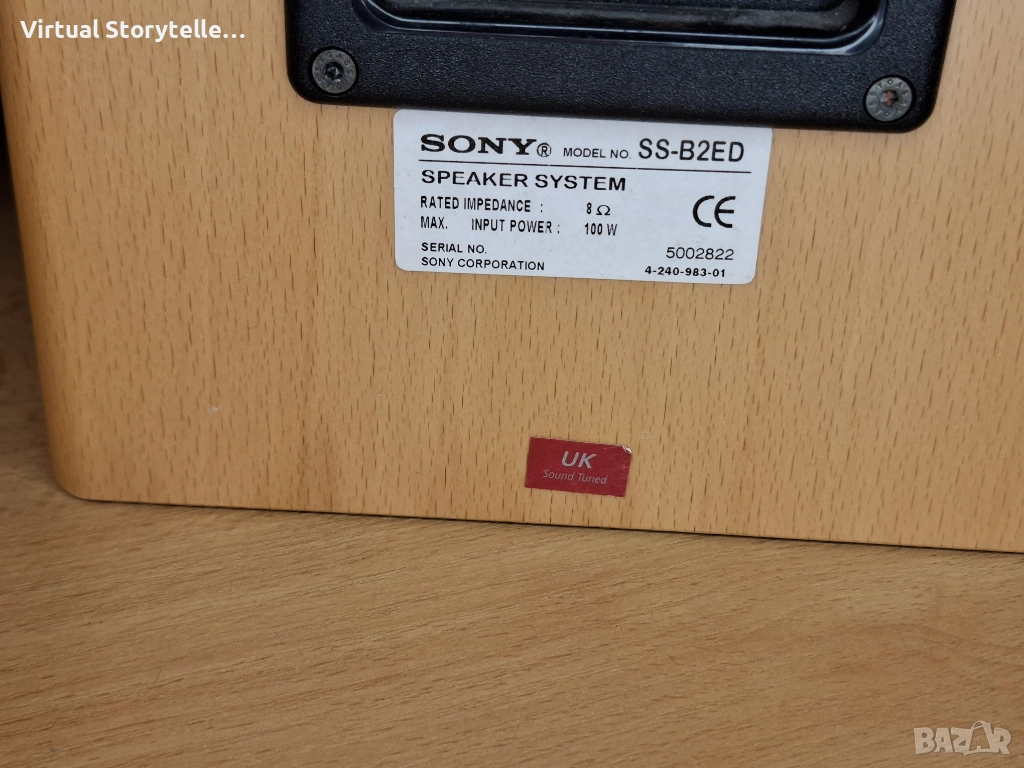 Virtual Storytelle...
SONY® MODEL NO. SS-B2ED
SPEAKER SYSTEM
RATED IMPEDANCE : 8 Ω
MAX. INPUT POWER : 100 W
CE
SERIAL NO. 5002822
SONY CORPORATION 4-240-983-01
UK
Sound Tuned
BAZAR